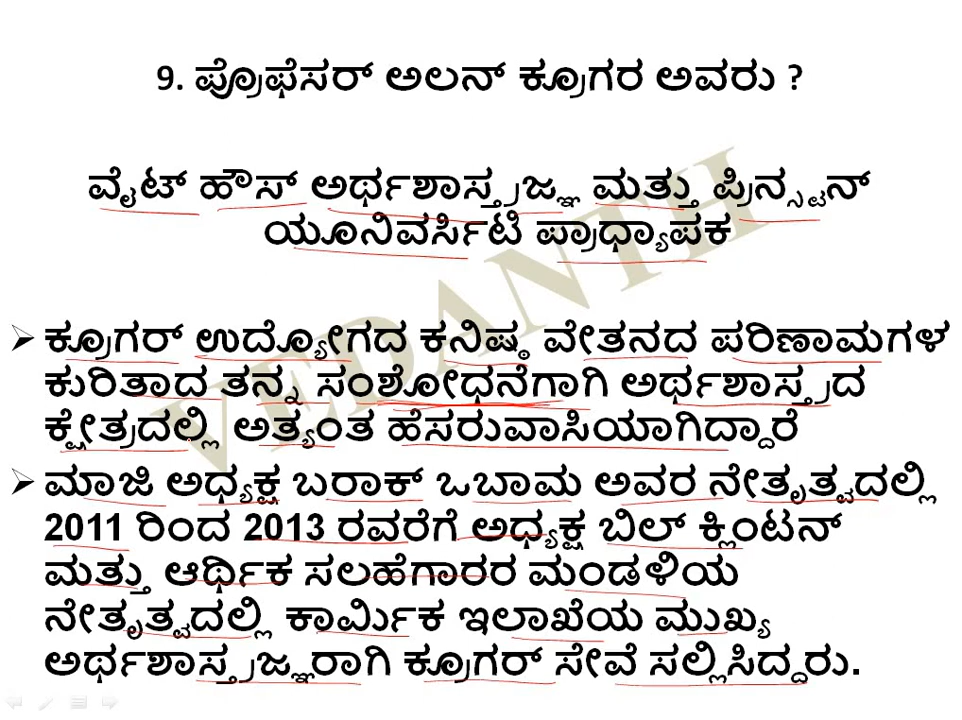 9. ಪ್ರೊಫೆಸರ್ ಅಲನ್ ಕ್ರೂಗರ ಅವರು ?
ವೈಟ್ ಹೌಸ್ ಅರ್ಥಶಾಸ್ತ್ರಜ್ಞ ಮತ್ತು ಪ್ರಿನ್ಸ್ಟನ್
ಯೂನಿವರ್ಸಿಟಿ ಪ್ರಾಧ್ಯಾಪಕ
VEDANTH
ಕ್ರೂಗರ್ ಉದ್ಯೋಗದ ಕನಿಷ್ಠ ವೇತನದ ಪರಿಣಾಮಗಳ
ಕುರಿತಾದ ತನ್ನ ಸಂಶೋಧನೆಗಾಗಿ ಅರ್ಥಶಾಸ್ತ್ರದ
ಕ್ಷೇತ್ರದಲ್ಲಿ ಅತ್ಯಂತ ಹೆಸರುವಾಸಿಯಾಗಿದ್ದಾರೆ
ಮಾಜಿ ಅಧ್ಯಕ್ಷ ಬರಾಕ್ ಒಬಾಮ ಅವರ ನೇತೃತ್ವದಲ್ಲಿ
2011 ರಿಂದ 2013 ರವರೆಗೆ ಅಧ್ಯಕ್ಷ ಬಿಲ್ ಕ್ಲಿಂಟನ್
ಮತ್ತು ಆರ್ಥಿಕ ಸಲಹೆಗಾರರ ಮಂಡಳಿಯ
ನೇತೃತ್ವದಲ್ಲಿ ಕಾರ್ಮಿಕ ಇಲಾಖೆಯ ಮುಖ್ಯ
ಅರ್ಥಶಾಸ್ತ್ರಜ್ಞರಾಗಿ ಕ್ರೂಗರ್ ಸೇವೆ ಸಲ್ಲಿಸಿದ್ದರು.